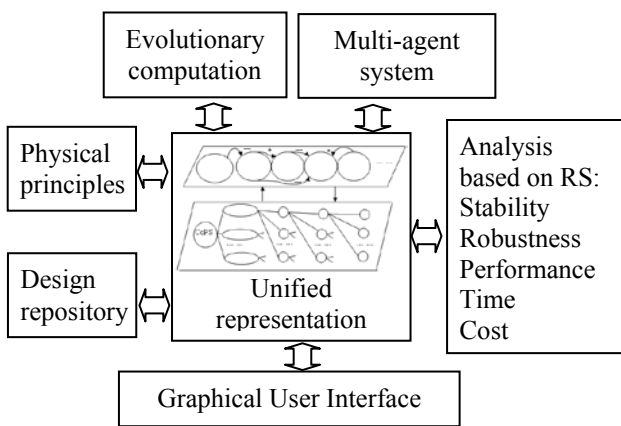 Evolutionary
computation
Multi-agent
system
Physical
principles
Design
repository
CoPS
Unified
representation
Analysis
based on RS:
Stability
Robustness
Performance
Time
Cost
Graphical User Interface